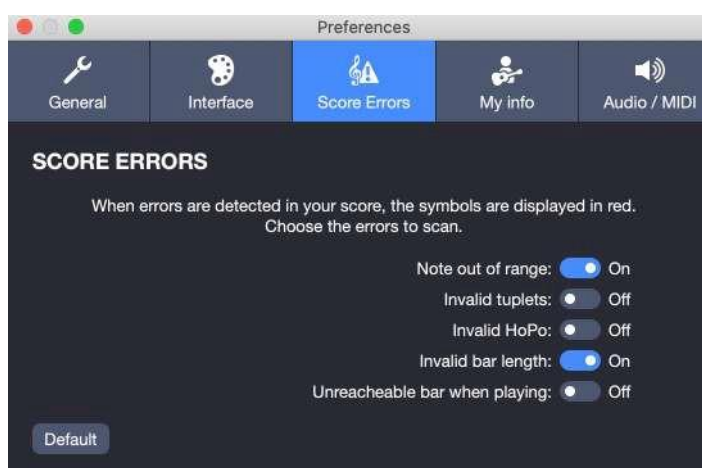 Preferences
General
Interface
Score Errors
My info
Audio / MIDI
SCORE ERRORS
When errors are detected in your score, the symbols are displayed in red.
Choose the errors to scan.
Note out of range: On
Invalid tuplets: Off
Invalid HoPo: Off
Invalid bar length: On
Unreacheable bar when playing: Off
Default